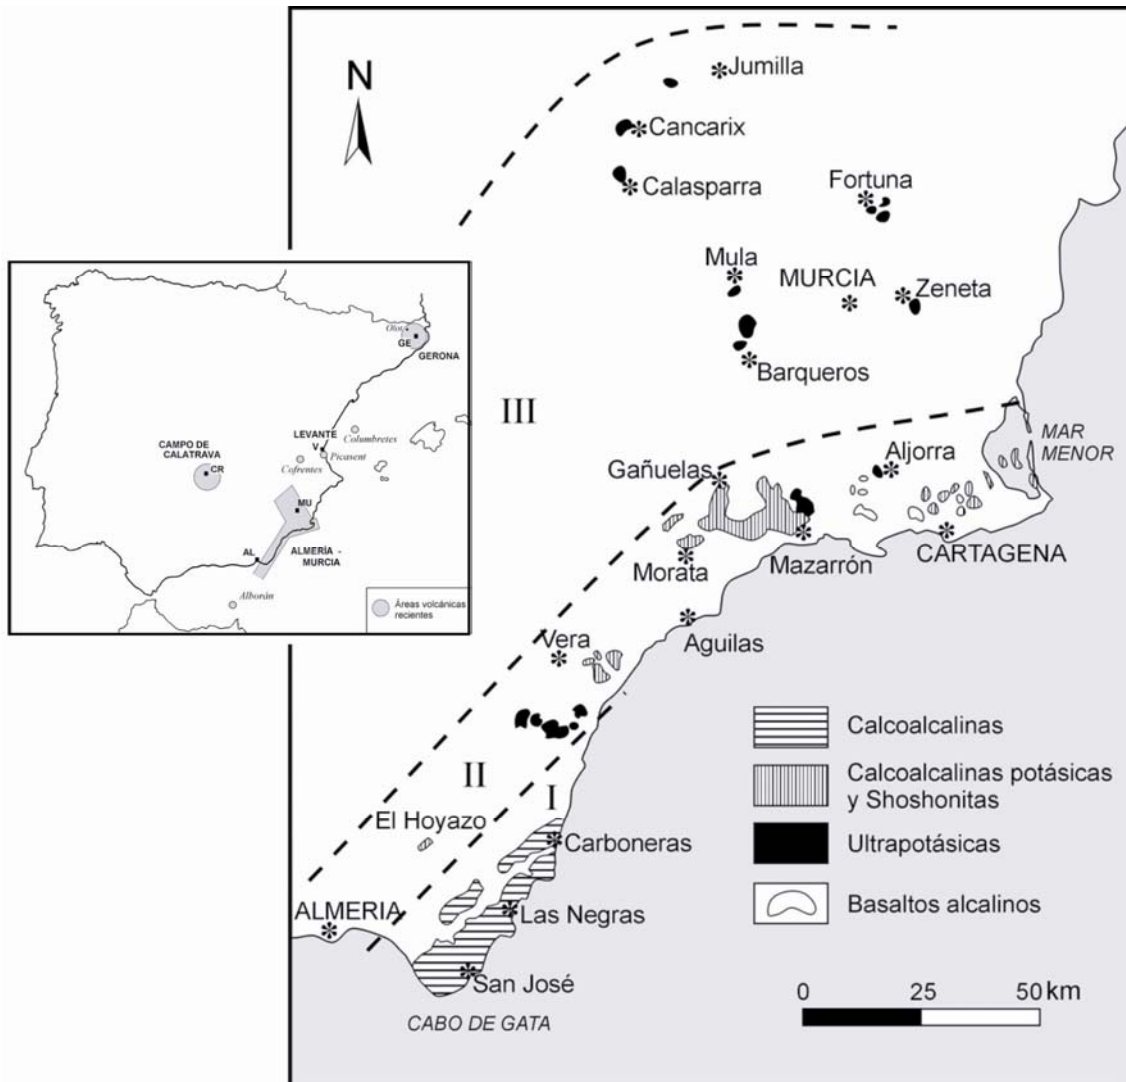 N
Jumilla
Cancarix
Calasparra
Fortuna
Mula
MURCIA
Zeneta
Barqueros
III
MAR
MENOR
Aljorra
Gañuelas
CARTAGENA
Morata
Mazarrón
Aguilas
Vera
II
I
El Hoyazo
Carboneras
ALMERIA
Las Negras
San José
CABO DE GATA
Calcoalcalinas
Calcoalcalinas potásicas
y Shoshonitas
Ultrapotásicas
Basaltos alcalinos
0 25 50 km
Olot
GE
GERONA
LEVANTE
V
Columbretes
Picasent
Cofrentes
CAMPO DE
CALATRAVA
CR
MU
AL
ALMERÍA -
MURCIA
Alborán
Áreas volcánicas
recientes